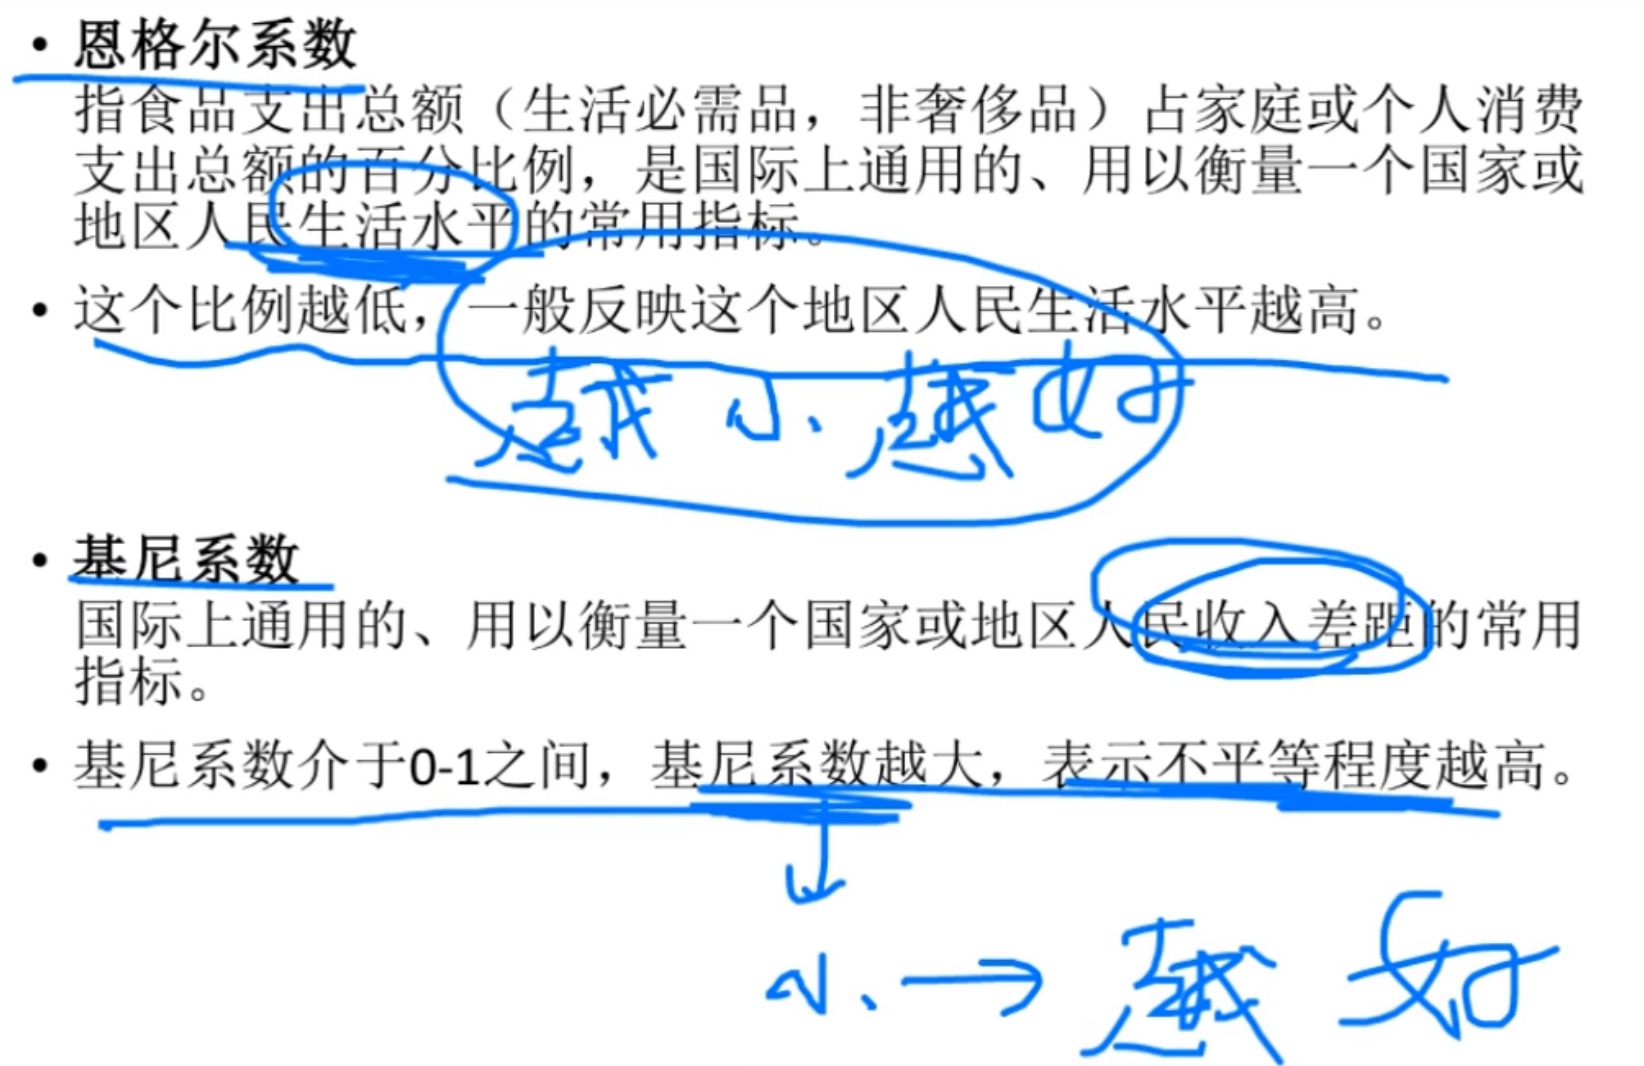 • 恩格尔系数
指食品支出总额（生活必需品，非奢侈品）占家庭或个人消费
支出总额的百分比例，是国际上通用的、用以衡量一个国家或
地区人民生活水平的常用指标。
• 这个比例越低，一般反映这个地区人民生活水平越高。
越小越好
• 基尼系数
国际上通用的、用以衡量一个国家或地区人民收入差距的常用
指标。
• 基尼系数介于0-1之间，基尼系数越大，表示不平等程度越高。
小→越好